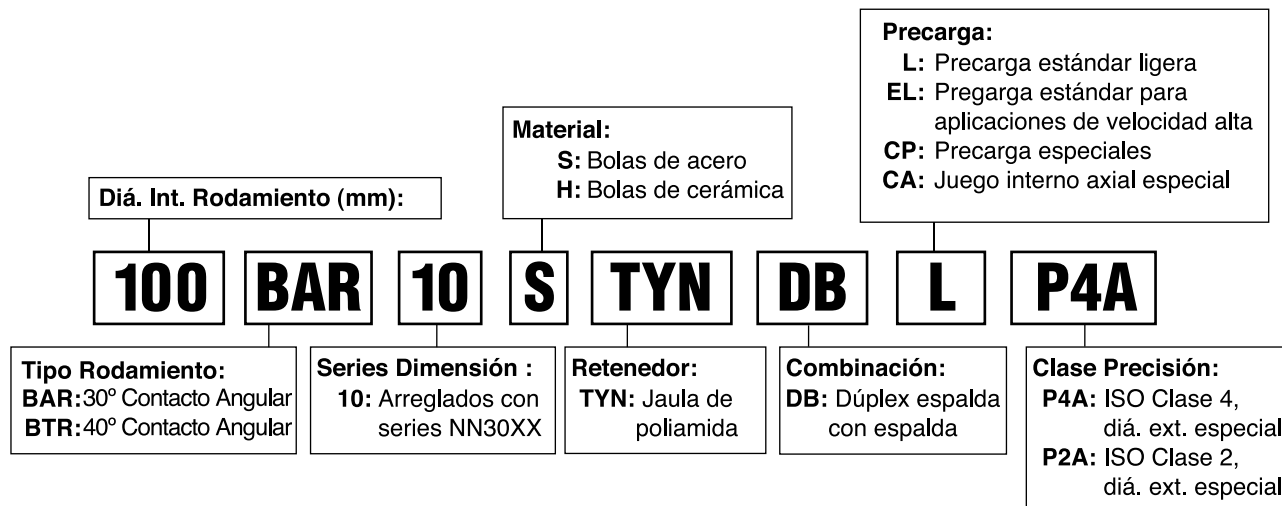 Precarga:
L: Precarga estándar ligera
EL: Pregarga estándar para
aplicaciones de velocidad alta
CP: Precarga especiales
CA: Juego interno axial especial
Material:
S: Bolas de acero
H: Bolas de cerámica
Diá. Int. Rodamiento (mm):
100 BAR 10 S TYN DB L P4A
Tipo Rodamiento:
BAR: 30º Contacto Angular
BTR: 40º Contacto Angular
Series Dimensión :
10: Arreglados con
series NN30XX
Retenedor:
TYN: Jaula de
poliamida
Combinación:
DB: Dúplex espalda
con espalda
Clase Precisión:
P4A: ISO Clase 4,
diá. ext. especial
P2A: ISO Clase 2,
diá. ext. especial